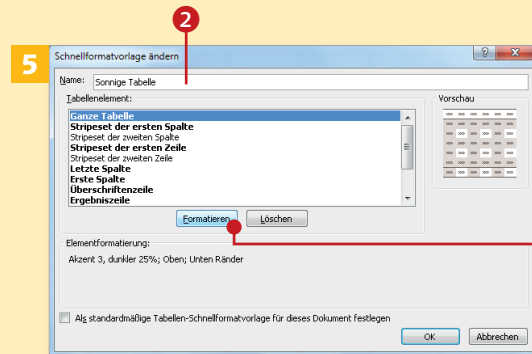 2
5
Schnellformatvorlage ändern
Name: Sonnige Tabelle
Tabellenelement:
Ganze Tabelle
Stripeset der ersten Spalte
Stripeset der zweiten Spalte
Stripeset der ersten Zeile
Stripeset der zweiten Zeile
Letzte Spalte
Erste Spalte
Überschriftenzeile
Ergebniszeile
Vorschau
Formatieren Löschen
Elementformatierung:
Akzent 3, dunkler 25%; Oben; Unten Ränder
Als standardmäßige Tabellen-Schnellformatvorlage für dieses Dokument festlegen
OK Abbrechen